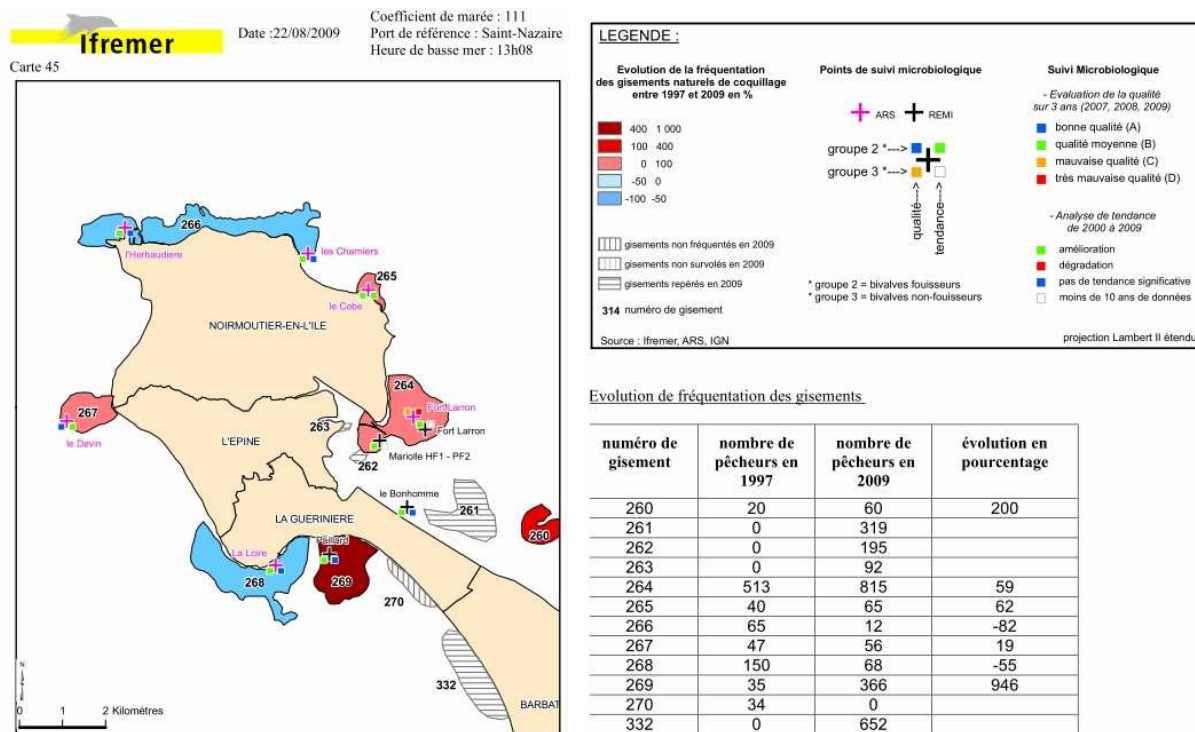 Ifremer
Date :22/08/2009
Coefficient de marée : 111
Port de référence : Saint-Nazaire
Heure de basse mer : 13h08
Carte 45
266
l'Herbaudiere
les Charniers
265
le Cobe
NOIRMOUTIER-EN-L'ILE
264
267
Fort Larron
le Devin
263
Fort Larron
L'EPINE
262
Mariolle HF1 - PF2
le Bonhomme
261
LA GUERINIERE
260
Paillard
La Loire
268
269
270
332
BARBAT
N
0 1 2 Kilomètres
LEGENDE :
Evolution de la fréquentation
des gisements naturels de coquillage
entre 1997 et 2009 en %
400 1 000
100 400
0 100
-50 0
-100 -50
gisements non fréquentés en 2009
gisements non survolés en 2009
gisements repérés en 2009
314 numéro de gisement
Source : Ifremer, ARS, IGN
Points de suivi microbiologique
ARS REMI
groupe 2 *--->
groupe 3 *--->
qualité--->
tendance--->
* groupe 2 = bivalves fouisseurs
* groupe 3 = bivalves non-fouisseurs
Suivi Microbiologique
- Evaluation de la qualité
sur 3 ans (2007, 2008, 2009)
bonne qualité (A)
qualité moyenne (B)
mauvaise qualité (C)
très mauvaise qualité (D)
- Analyse de tendance
de 2000 à 2009
amélioration
dégradation
pas de tendance significative
moins de 10 ans de données
projection Lambert II étendu
Evolution de fréquentation des gisements
numéro de gisement nombre de pêcheurs en 1997 nombre de pêcheurs en 2009 évolution en pourcentage
260 20 60 200
261 0 319
262 0 195
263 0 92
264 513 815 59
265 40 65 62
266 65 12 -82
267 47 56 19
268 150 68 -55
269 35 366 946
270 34 0
332 0 652